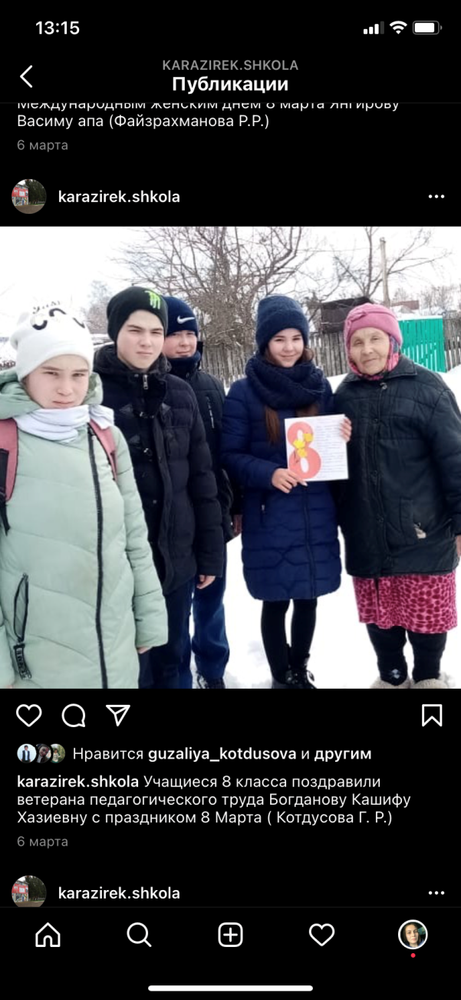 13:15
KARAZIREK.SHKOLA
Публикации
Международным женским днем 8 марта Янгирову
Васиму апа (Файзрахманова Р.Р.)
6 марта
karazirek.shkola
8
Нравится guzaliya_kotdusova и другим
karazirek.shkola Учащиеся 8 класса поздравили
ветерана педагогического труда Богданову Кашифу
Хазиевну с праздником 8 Марта ( Котдусова Г. Р.)
6 марта
karazirek.shkola